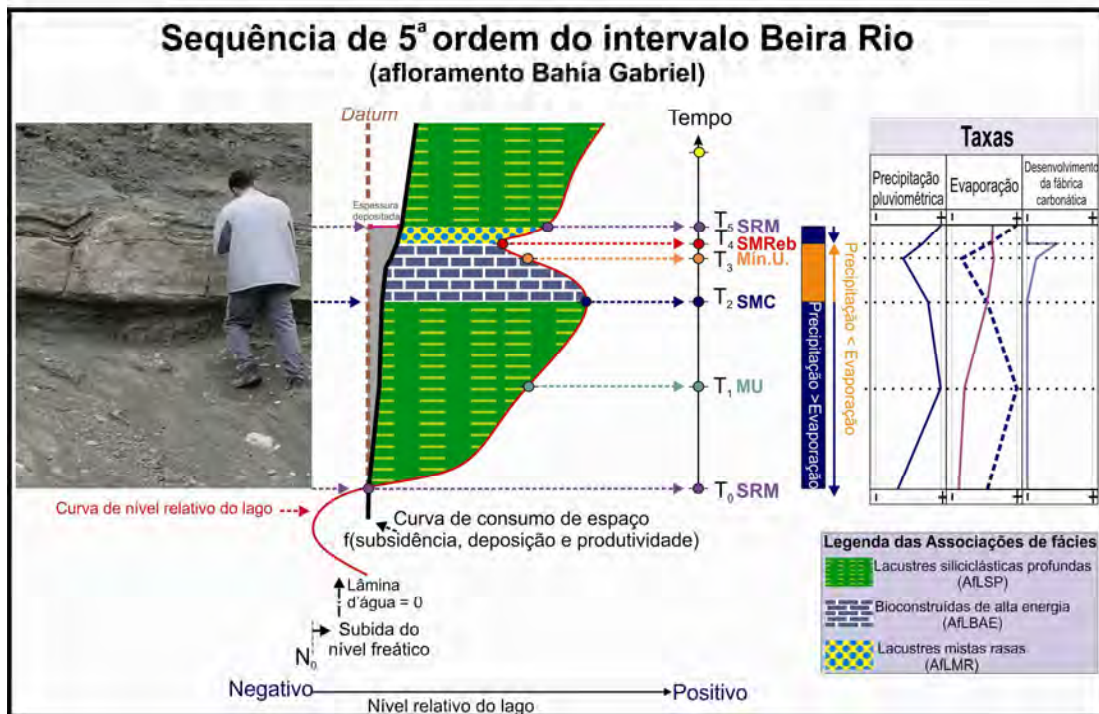 Sequência de 5ª ordem do intervalo Beira Rio
(afloramento Bahía Gabriel)
Datum
Espessura
depositada
Tempo
T5 SRM
T4 SMReb
T3 Mín.U.
T2 SMC
T1 MU
T0 SRM
Precipitação >Evaporação
Precipitação < Evaporação
Taxas
Precipitação
pluviométrica
Evaporação
Desenvolvimento
da fábrica
carbonática
- + - + - +
- + - + - +
Curva de nível relativo do lago
Curva de consumo de espaço
f(subsidência, deposição e produtividade)
Lâmina
d'água = 0
Subida do
nível freático
N0
Negativo
Nível relativo do lago
Positivo
Legenda das Associações de fácies
Lacustres siliciclásticas profundas
(AfLSP)
Bioconstruídas de alta energia
(AfLBAE)
Lacustres mistas rasas
(AfLMR)